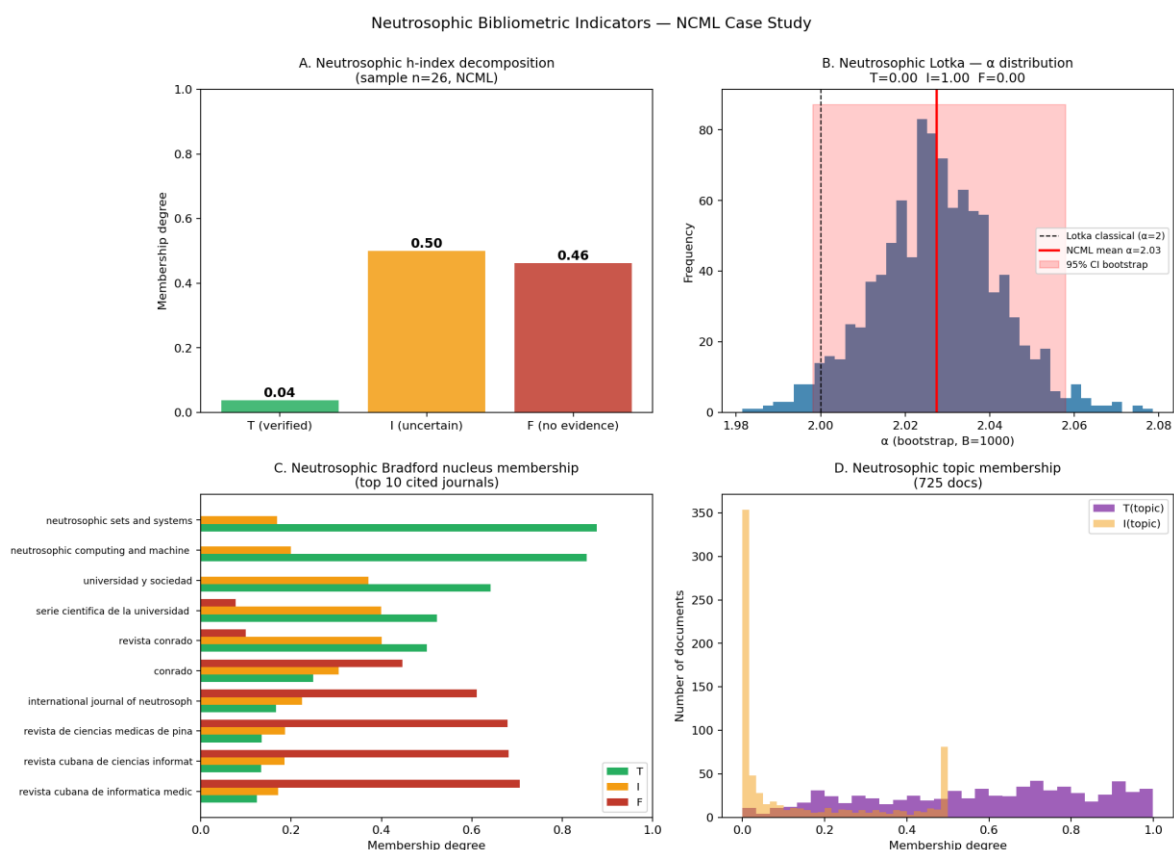 Neutrosophic Bibliometric Indicators — NCML Case Study
A. Neutrosophic h-index decomposition
(sample n=26, NCML)
Membership degree
1.0
0.8
0.6
0.4
0.2
0.0
0.04
0.50
0.46
T (verified)
I (uncertain)
F (no evidence)
B. Neutrosophic Lotka — α distribution
T=0.00 I=1.00 F=0.00
Frequency
80
60
40
20
0
Lotka classical (α=2)
NCML mean α=2.03
95% CI bootstrap
1.98
2.00
2.02
2.04
2.06
2.08
α (bootstrap, B=1000)
C. Neutrosophic Bradford nucleus membership
(top 10 cited journals)
neutrosophic sets and systems
neutrosophic computing and machine
universidad y sociedad
serie cientifica de la universidad
revista conrado
conrado
international journal of neutrosoph
revista de ciencias medicas de pina
revista cubana de ciencias informat
revista cubana de informatica medic
T
I
F
0.0
0.2
0.4
0.6
0.8
1.0
Membership degree
D. Neutrosophic topic membership
(725 docs)
Number of documents
350
300
250
200
150
100
50
0
T(topic)
I(topic)
0.0
0.2
0.4
0.6
0.8
1.0
Membership degree